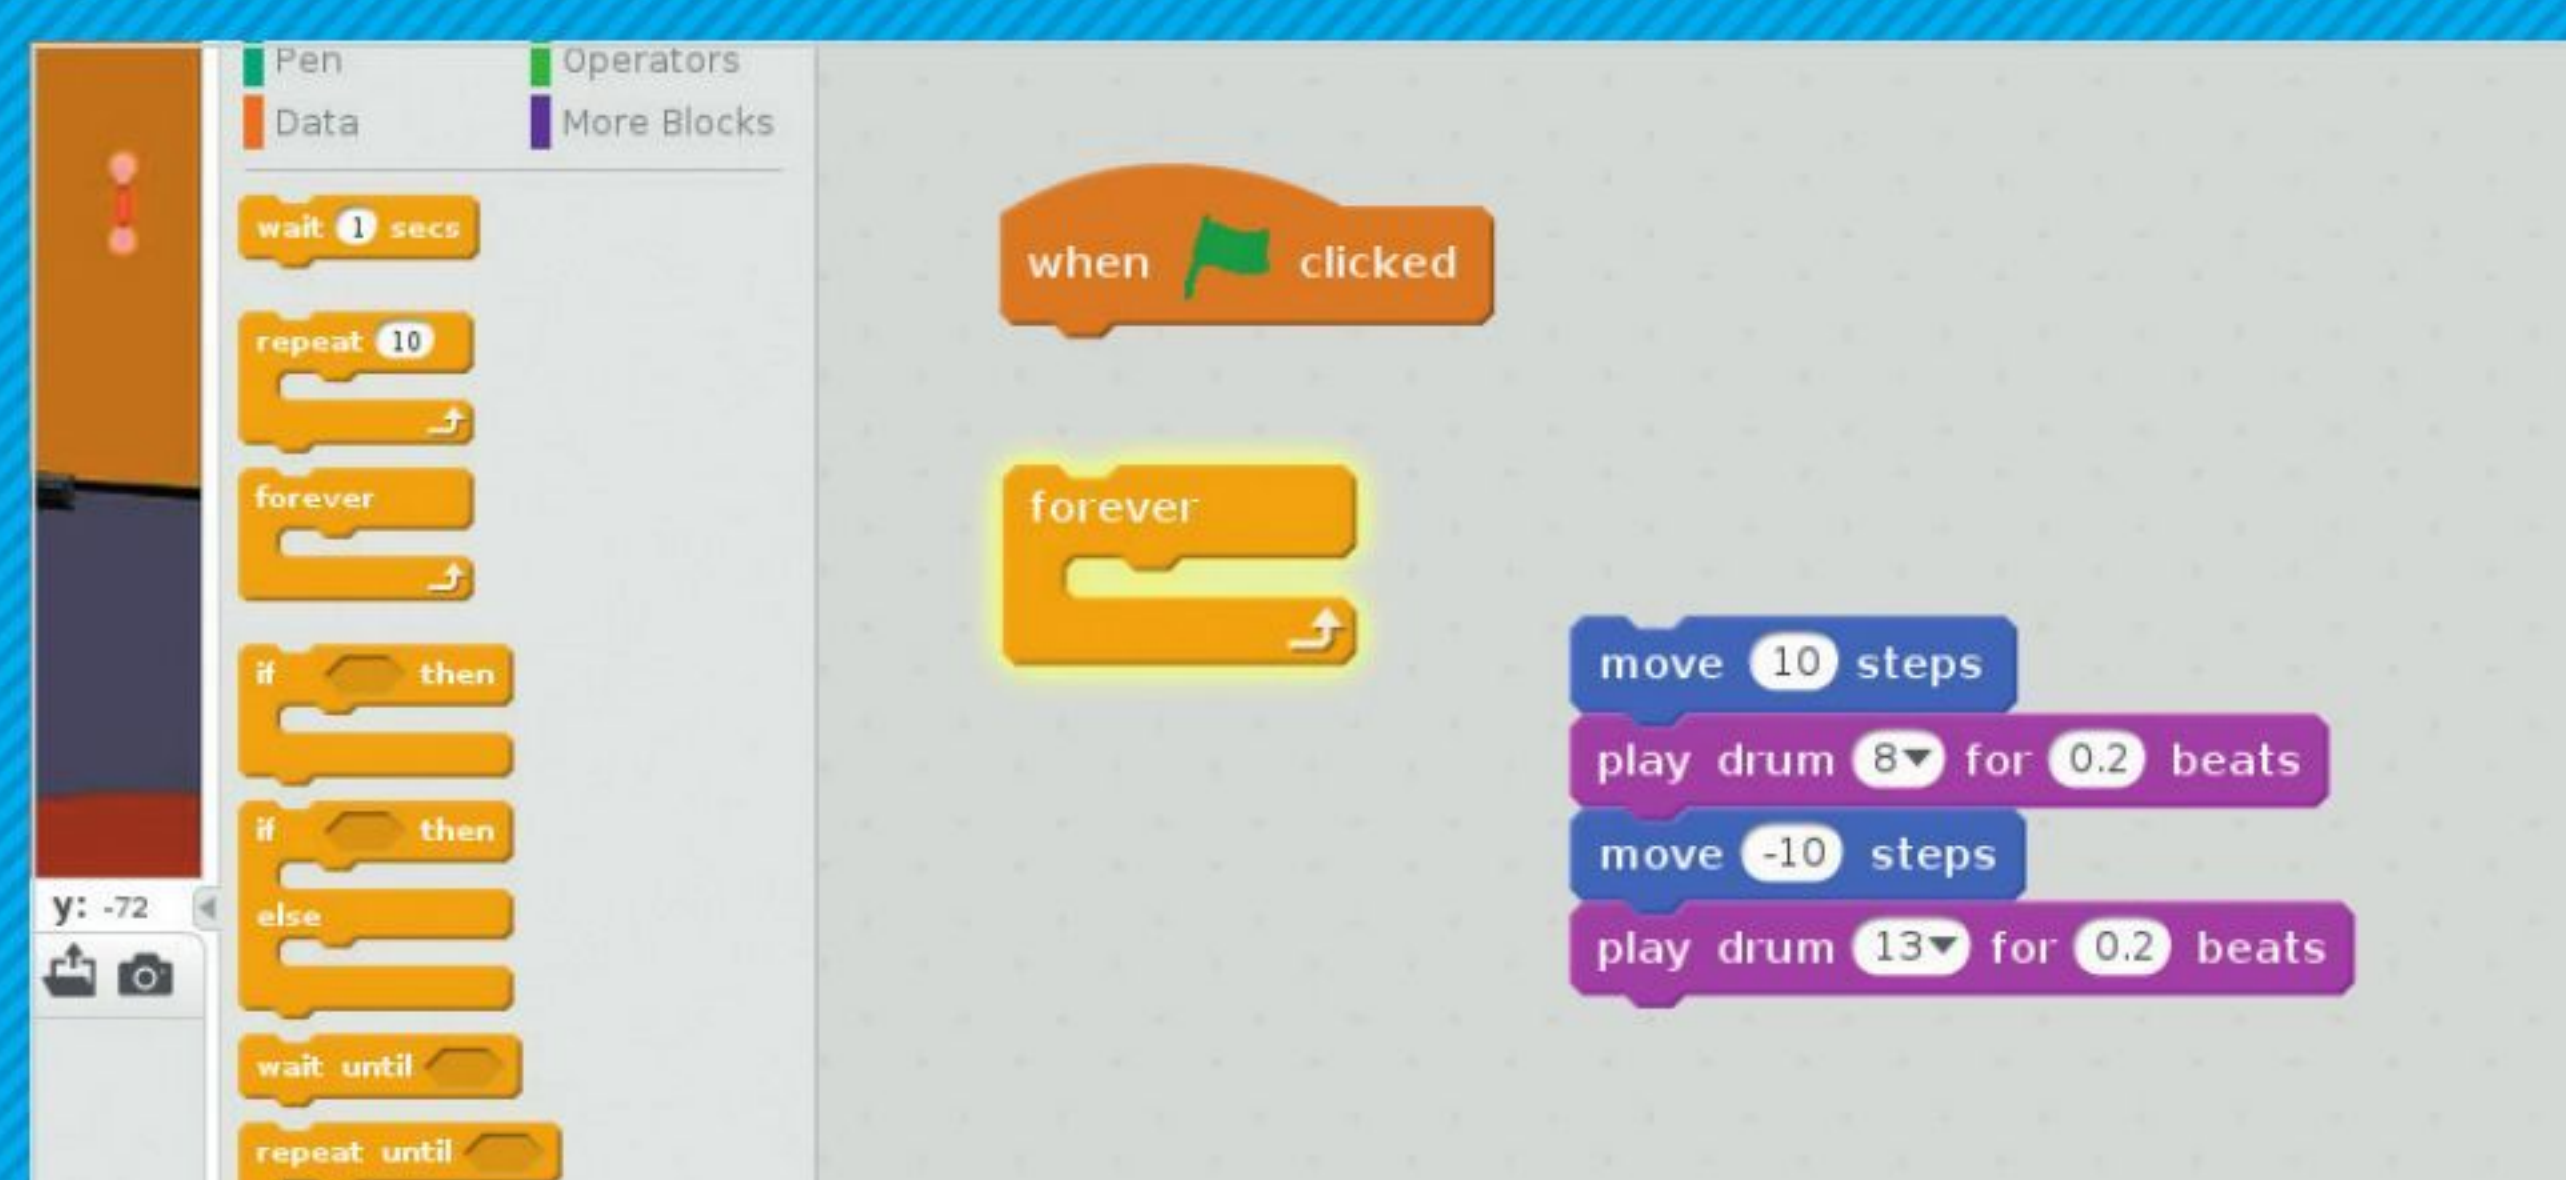 Pen
Operators
Data
More Blocks
wait 1 secs
repeat 10
forever
if then
if then
else
wait until
repeat until
y: -72
when clicked
forever
move 10 steps
play drum 8 for 0.2 beats
move -10 steps
play drum 13 for 0.2 beats